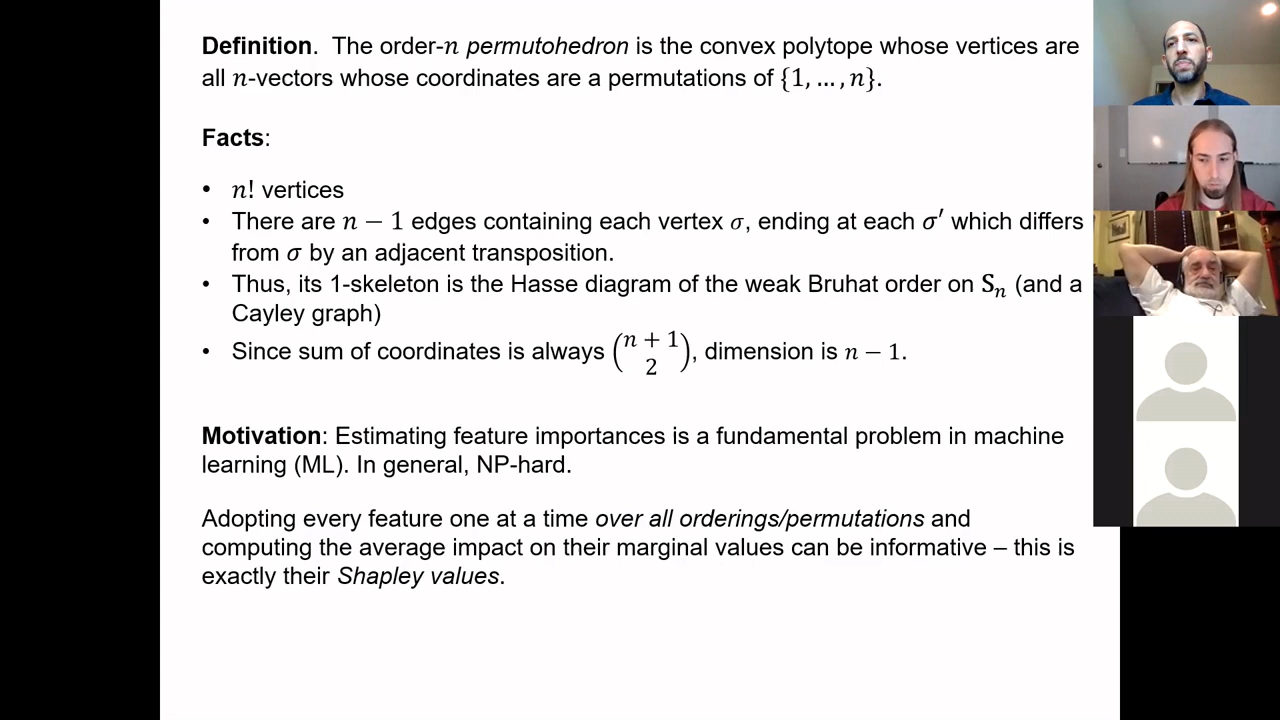 Definition. The order-n permutohedron is the convex polytope whose vertices are
all n-vectors whose coordinates are a permutations of {1, … , n}.
Facts:
• n! vertices
• There are n − 1 edges containing each vertex σ, ending at each σ′ which differs
from σ by an adjacent transposition.
• Thus, its 1-skeleton is the Hasse diagram of the weak Bruhat order on Sₙ (and a
Cayley graph)
• Since sum of coordinates is always (n + 1 2), dimension is n − 1.
Motivation: Estimating feature importances is a fundamental problem in machine
learning (ML). In general, NP-hard.
Adopting every feature one at a time over all orderings/permutations and
computing the average impact on their marginal values can be informative – this is
exactly their Shapley values.